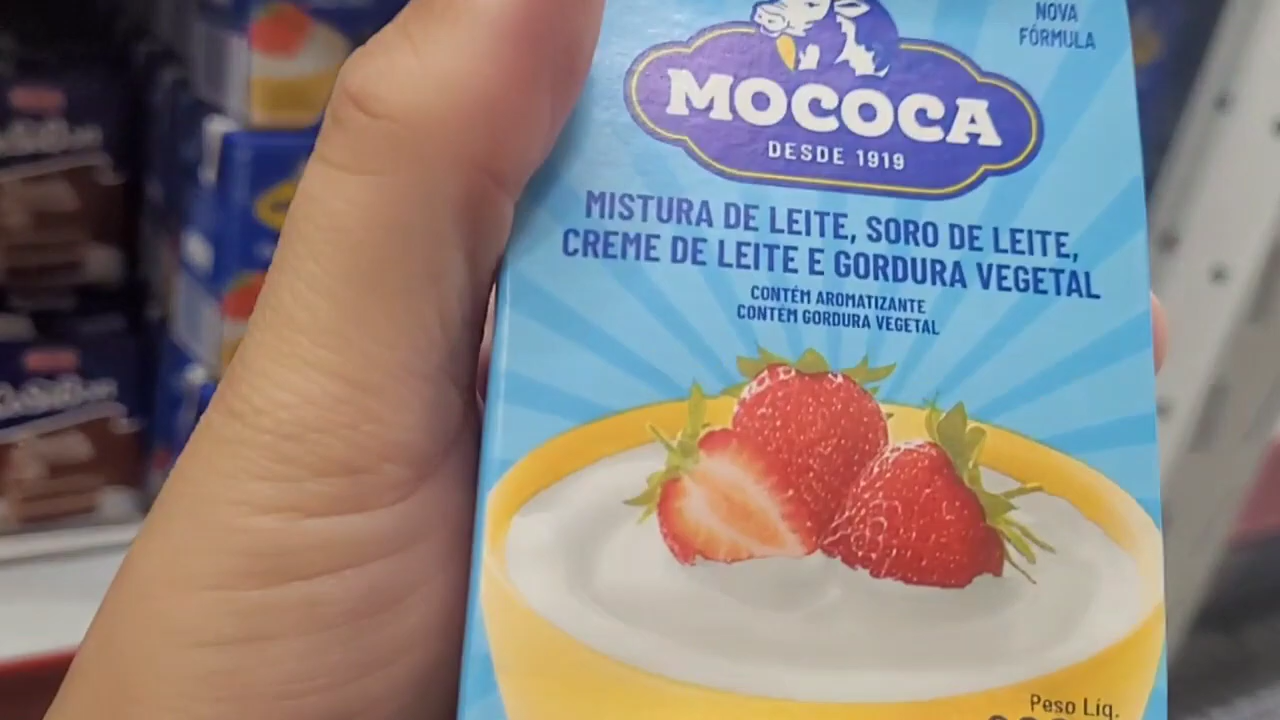 NOVA
FÓRMULA
MOCOCA
DESDE 1919
MISTURA DE LEITE, SORO DE LEITE,
CREME DE LEITE E GORDURA VEGETAL
CONTÉM AROMATIZANTE
CONTÉM GORDURA VEGETAL
Peso Líq.